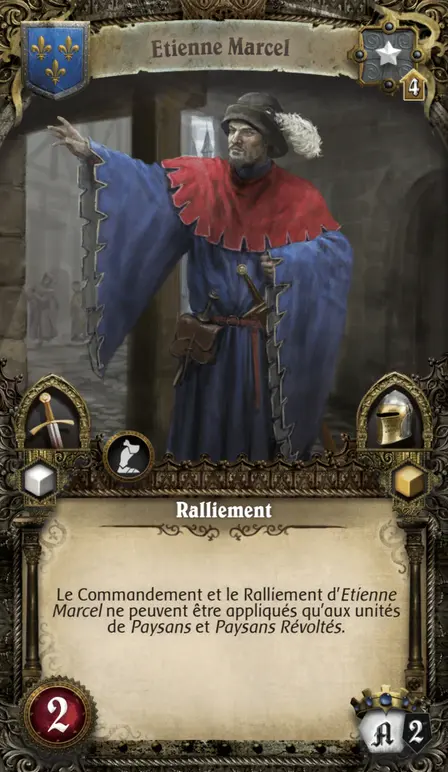 Etienne Marcel
4
Ralliement
Le Commandement et le Ralliement d'Etienne
Marcel ne peuvent être appliqués qu'aux unités
de Paysans et Paysans Révoltés.
2
A 2